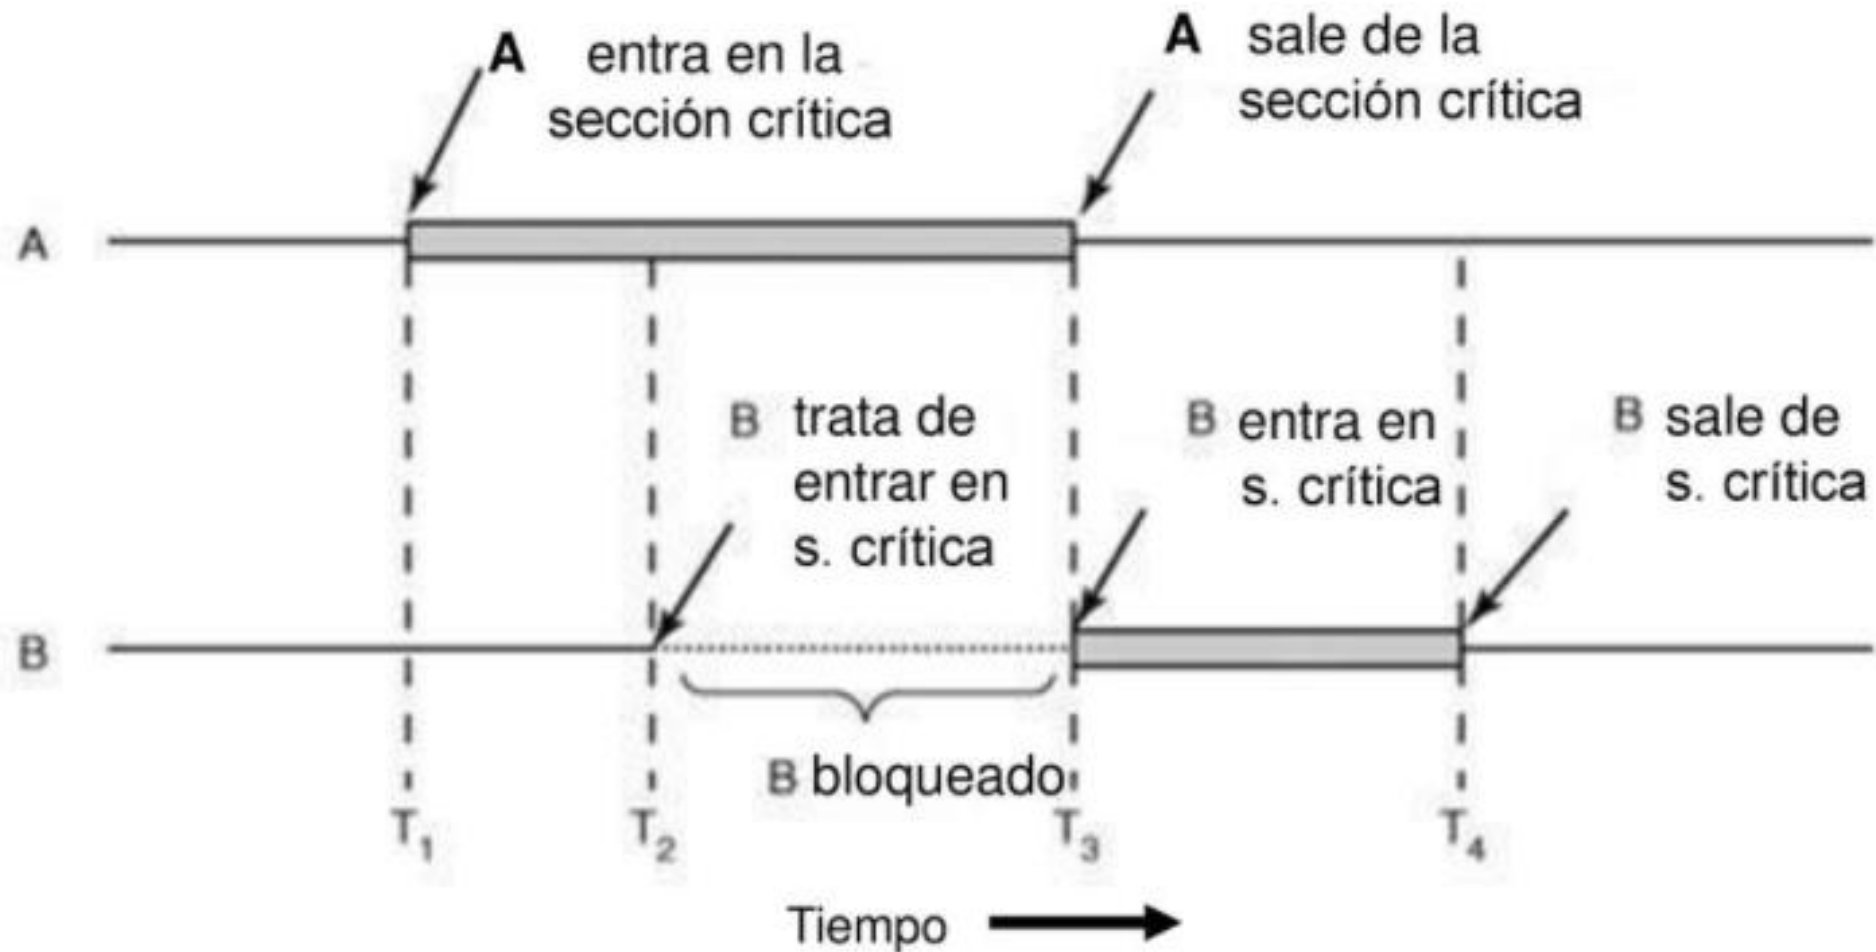 A entra en la
sección crítica
A sale de la
sección crítica
A
B trata de
entrar en
s. crítica
B entra en
s. crítica
B sale de
s. crítica
B
B bloqueado
T1
T2
T3
T4
Tiempo